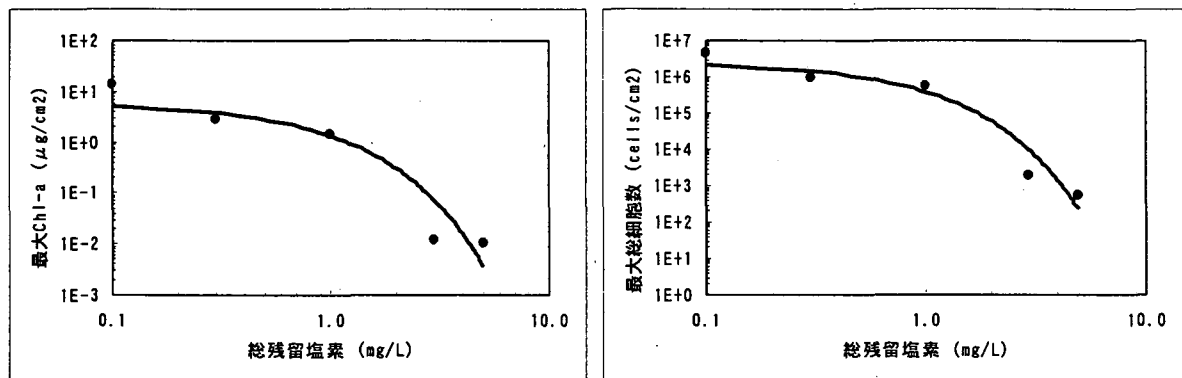 最大Chl-a (μg/cm2)
1E+2
1E+1
1E+0
1E-1
1E-2
1E-3
0.1
1.0
10.0
総残留塩素 (mg/L)
最大総細胞数 (cells/cm2)
1E+7
1E+6
1E+5
1E+4
1E+3
1E+2
1E+1
1E+0
0.1
1.0
10.0
総残留塩素 (mg/L)